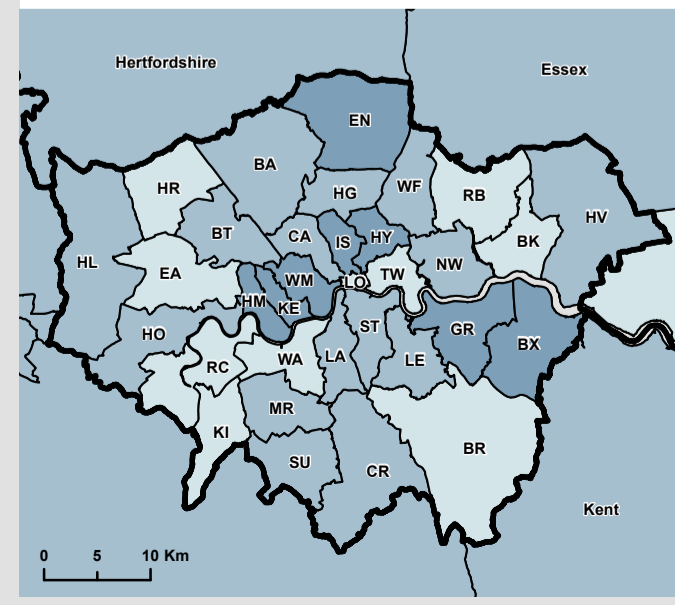 Hertfordshire
Essex
EN
BA
HR
HG
WF
RB
HV
BT
CA
IS
HY
BK
HL
EA
NW
WM
LO
TW
HM
KE
HO
ST
GR
BX
RC
WA
LA
LE
MR
KI
BR
SU
CR
Kent
0 5 10 Km